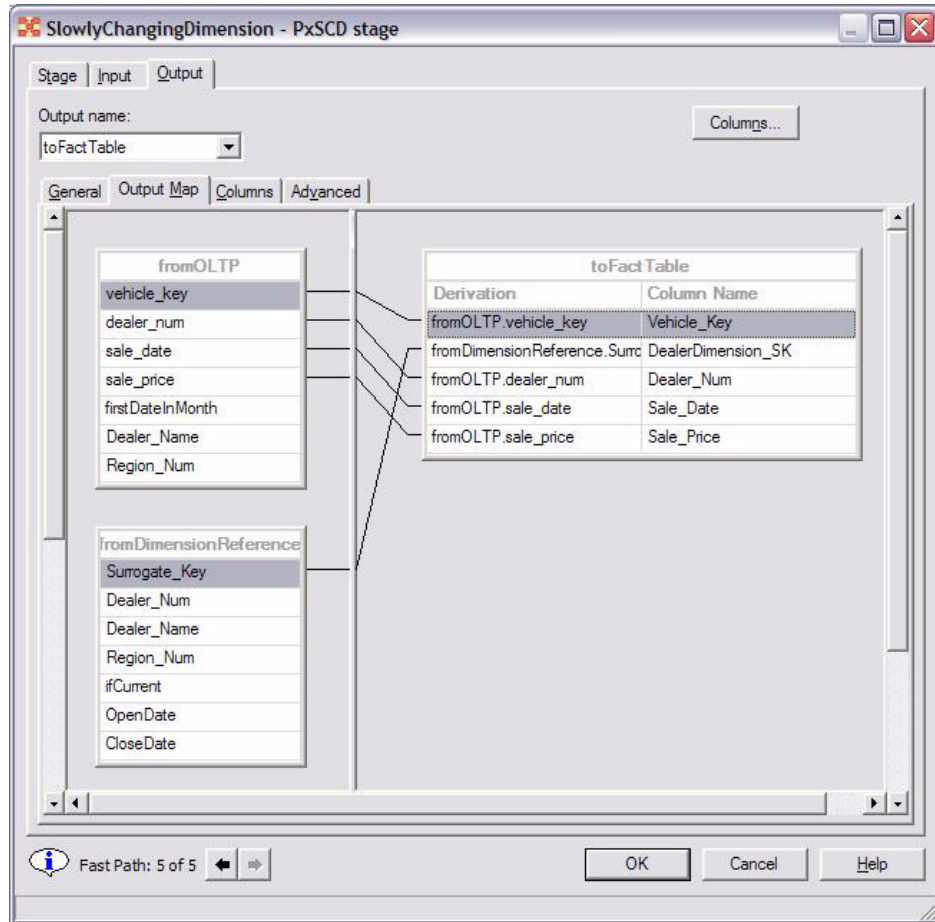 SlowlyChangingDimension - PxSCD stage
Stage Input Output
Output name:
toFactTable
Columns...
General Output Map Columns Advanced
fromOLTP
vehicle_key
dealer_num
sale_date
sale_price
firstDateInMonth
Dealer_Name
Region_Num
fromDimensionReference
Surrogate_Key
Dealer_Num
Dealer_Name
Region_Num
ifCurrent
OpenDate
CloseDate
toFactTable
Derivation Column Name
fromOLTP.vehicle_key Vehicle_Key
fromDimensionReference.Surro DealerDimension_SK
fromOLTP.dealer_num Dealer_Num
fromOLTP.sale_date Sale_Date
fromOLTP.sale_price Sale_Price
Fast Path: 5 of 5
OK Cancel Help